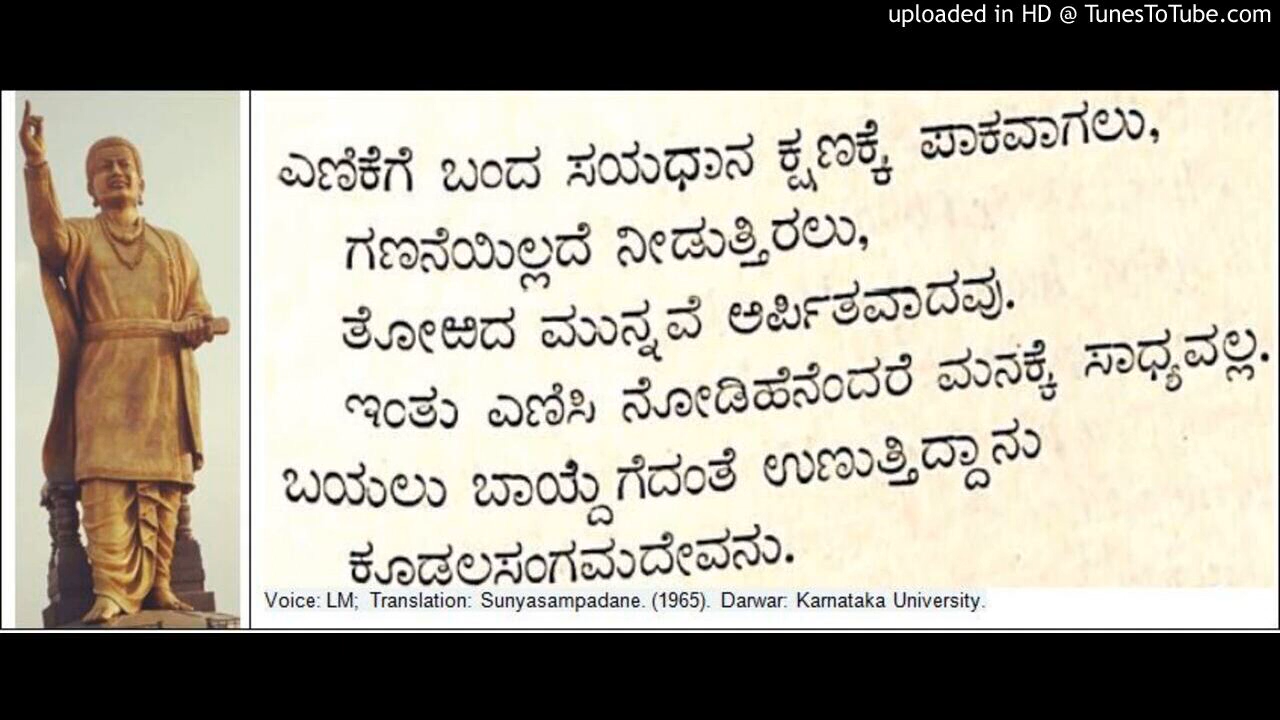 uploaded in HD @ TunesToTube.com
ಎಣಿಕೆಗೆ ಬಂದ ಸಯಧಾನ ಕ್ಷಣಕ್ಕೆ ಪಾಕವಾಗಲು,
ಗಣನೆಯಿಲ್ಲದೆ ನೀಡುತ್ತಿರಲು,
ತೋಱದ ಮುನ್ನವೆ ಅರ್ಪಿತವಾದವು.
ಇಂತು ಎಣಿಸಿ ನೋಡಿಹೆನೆಂದರೆ ಮನಕ್ಕೆ ಸಾಧ್ಯವಲ್ಲ.
ಬಯಲು ಬಾಯ್ದೆಗೆದಂತೆ ಉಣುತ್ತಿದ್ದಾನು
ಕೂಡಲಸಂಗಮದೇವನು.
Voice: LM; Translation: Sunyasampadane. (1965). Darwar: Karnataka University.